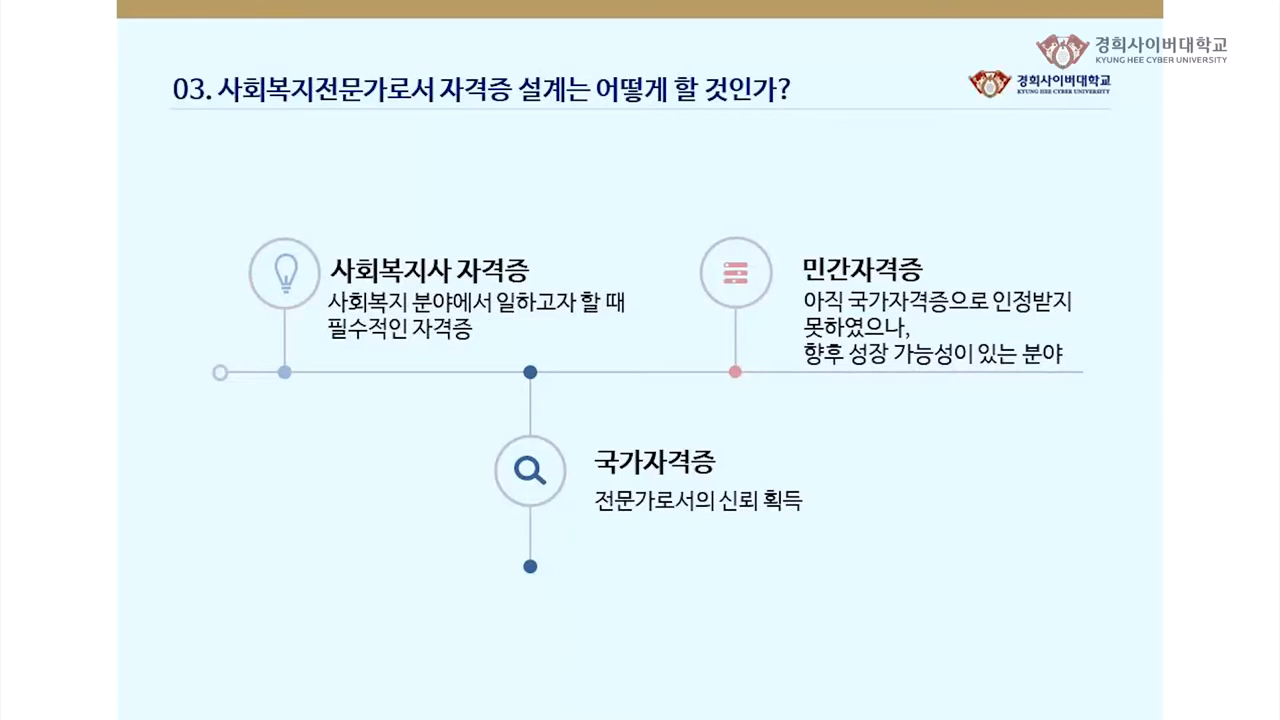 경희사이버대학교
KYUNG HEE CYBER UNIVERSITY
03. 사회복지전문가로서 자격증 설계는 어떻게 할 것인가?
경희사이버대학교
KYUNG HEE CYBER UNIVERSITY
사회복지사 자격증
사회복지 분야에서 일하고자 할 때
필수적인 자격증
민간자격증
아직 국가자격증으로 인정받지
못하였으나,
향후 성장 가능성이 있는 분야
국가자격증
전문가로서의 신뢰 획득